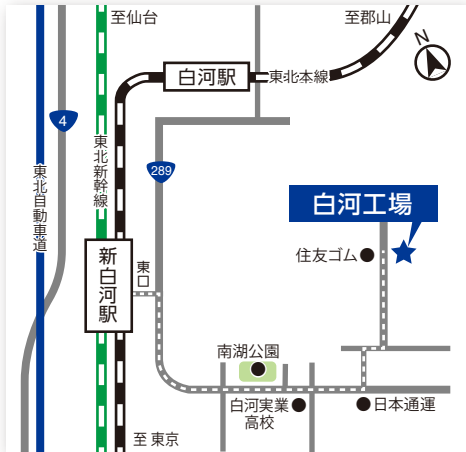 至仙台
至郡山
N
白河駅
東北本線
4
東北新幹線
289
東北自動車道
白河工場
新白河駅
東口
住友ゴム
南湖公園
白河実業
高校
日本通運
至 東京